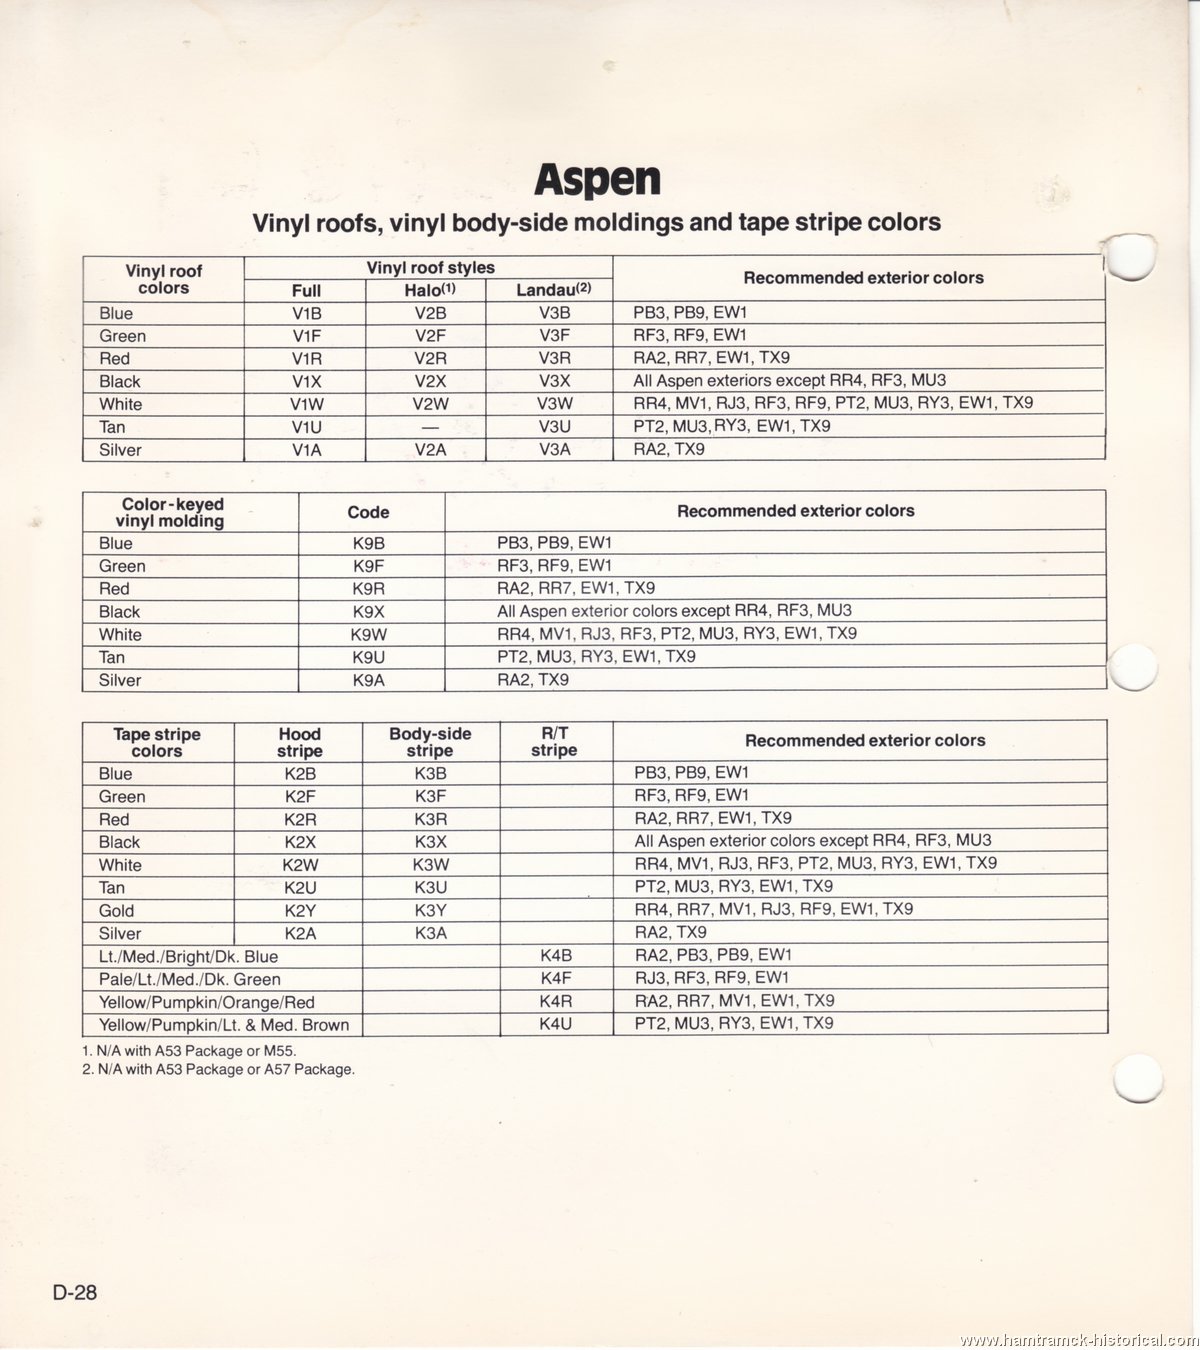 Aspen
Vinyl roofs, vinyl body-side moldings and tape stripe colors
Vinyl roof colors Vinyl roof styles Recommended exterior colors
Full Halo(1) Landau(2)
Blue V1B V2B V3B PB3, PB9, EW1
Green V1F V2F V3F RF3, RF9, EW1
Red V1R V2R V3R RA2, RR7, EW1, TX9
Black V1X V2X V3X All Aspen exteriors except RR4, RF3, MU3
White V1W V2W V3W RR4, MV1, RJ3, RF3, RF9, PT2, MU3, RY3, EW1, TX9
Tan V1U — V3U PT2, MU3, RY3, EW1, TX9
Silver V1A V2A V3A RA2, TX9
Color-keyed vinyl molding Code Recommended exterior colors
Blue K9B PB3, PB9, EW1
Green K9F RF3, RF9, EW1
Red K9R RA2, RR7, EW1, TX9
Black K9X All Aspen exterior colors except RR4, RF3, MU3
White K9W RR4, MV1, RJ3, RF3, PT2, MU3, RY3, EW1, TX9
Tan K9U PT2, MU3, RY3, EW1, TX9
Silver K9A RA2, TX9
Tape stripe colors Hood stripe Body-side stripe R/T stripe Recommended exterior colors
Blue K2B K3B PB3, PB9, EW1
Green K2F K3F RF3, RF9, EW1
Red K2R K3R RA2, RR7, EW1, TX9
Black K2X K3X All Aspen exterior colors except RR4, RF3, MU3
White K2W K3W RR4, MV1, RJ3, RF3, PT2, MU3, RY3, EW1, TX9
Tan K2U K3U PT2, MU3, RY3, EW1, TX9
Gold K2Y K3Y RR4, RR7, MV1, RJ3, RF9, EW1, TX9
Silver K2A K3A RA2, TX9
Lt./Med./Bright/Dk. Blue K4B RA2, PB3, PB9, EW1
Pale/Lt./Med./Dk. Green K4F RJ3, RF3, RF9, EW1
Yellow/Pumpkin/Orange/Red K4R RA2, RR7, MV1, EW1, TX9
Yellow/Pumpkin/Lt. & Med. Brown K4U PT2, MU3, RY3, EW1, TX9
1. N/A with A53 Package or M55.
2. N/A with A53 Package or A57 Package.
D-28
www.hamtramck-historical.com